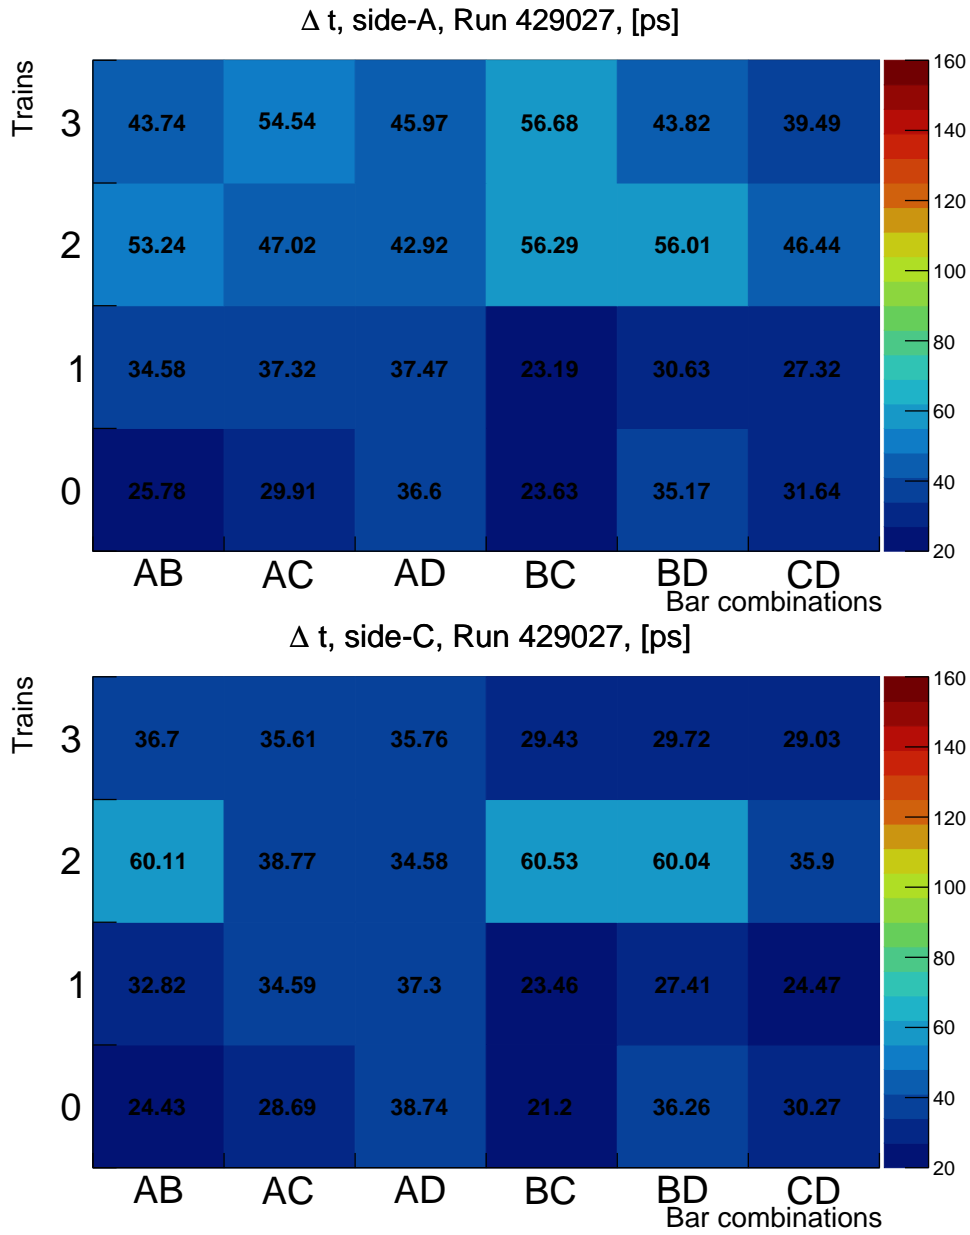 Δ t, side-A, Run 429027, [ps]
Trains
3 43.74 54.54 45.97 56.68 43.82 39.49
2 53.24 47.02 42.92 56.29 56.01 46.44
1 34.58 37.32 37.47 23.19 30.63 27.32
0 25.78 29.91 36.6 23.63 35.17 31.64
AB AC AD BC BD CD
Bar combinations
160
140
120
100
80
60
40
20
Δ t, side-C, Run 429027, [ps]
Trains
3 36.7 35.61 35.76 29.43 29.72 29.03
2 60.11 38.77 34.58 60.53 60.04 35.9
1 32.82 34.59 37.3 23.46 27.41 24.47
0 24.43 28.69 38.74 21.2 36.26 30.27
AB AC AD BC BD CD
Bar combinations
160
140
120
100
80
60
40
20